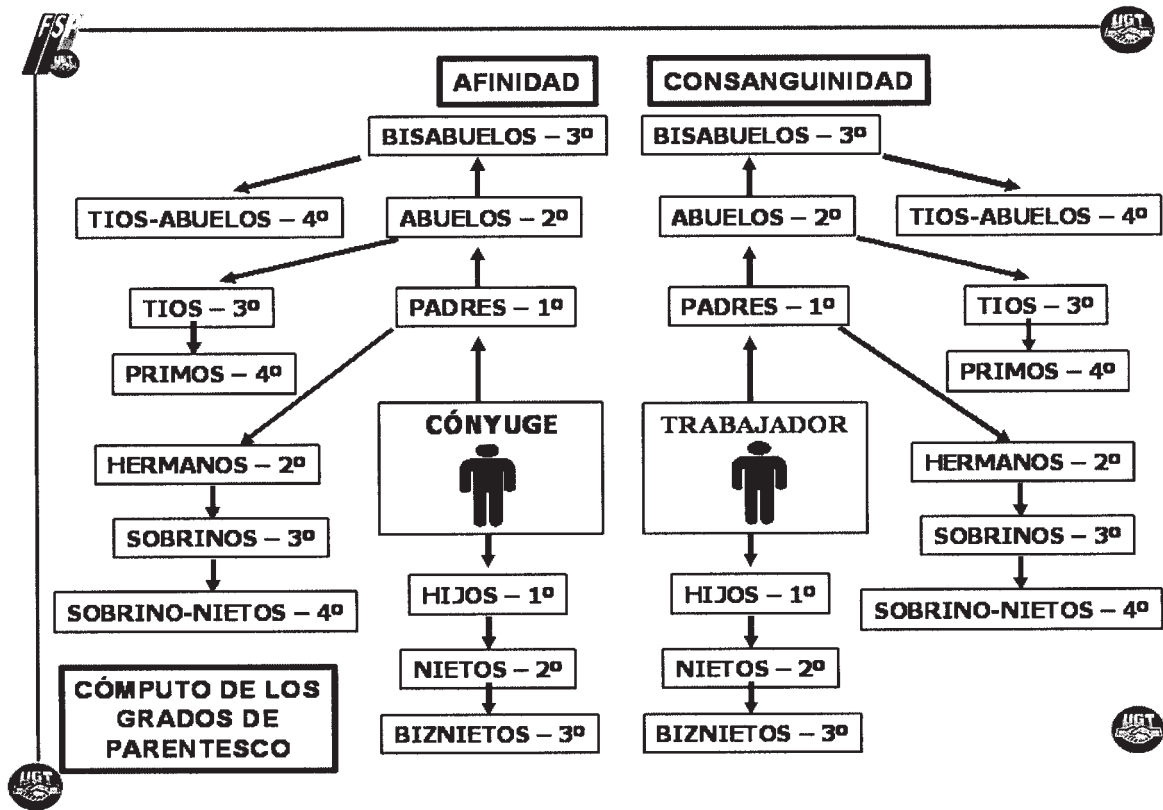 FSP
UGT
UGT
AFINIDAD
CONSANGUINIDAD
BISABUELOS – 3º
BISABUELOS – 3º
TIOS-ABUELOS – 4º
ABUELOS – 2º
ABUELOS – 2º
TIOS-ABUELOS – 4º
TIOS – 3º
PADRES – 1º
PADRES – 1º
TIOS – 3º
PRIMOS – 4º
PRIMOS – 4º
CÓNYUGE
TRABAJADOR
HERMANOS – 2º
HERMANOS – 2º
SOBRINOS – 3º
SOBRINOS – 3º
HIJOS – 1º
HIJOS – 1º
SOBRINO-NIETOS – 4º
SOBRINO-NIETOS – 4º
NIETOS – 2º
NIETOS – 2º
BIZNIETOS – 3º
BIZNIETOS – 3º
CÓMPUTO DE LOS
GRADOS DE
PARENTESCO
UGT
UGT